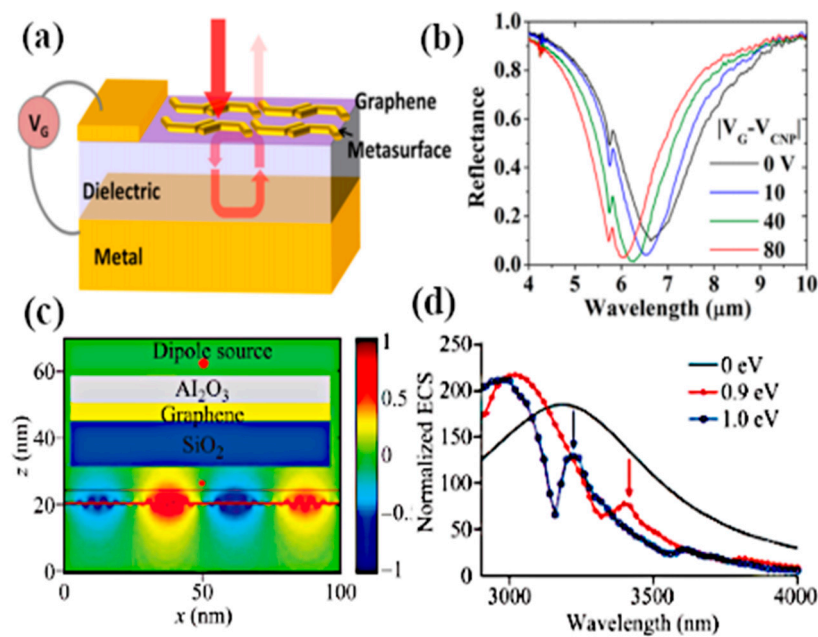 (a)
V_G
Graphene
Metasurface
Dielectric
Metal
(b)
Reflectance
1.0
0.8
0.6
0.4
0.2
0.0
|V_G-V_CNP|
0 V
10
40
80
4 5 6 7 8 9 10
Wavelength (μm)
(c)
z (nm)
60
40
20
0
Dipole source
Al₂O₃
Graphene
SiO₂
0 50 100
x (nm)
1
0.5
0
-0.
-1
(d)
Normalized ECS
250
200
150
100
50
0
0 eV
0.9 eV
1.0 eV
3000 3500 4000
Wavelength (nm)